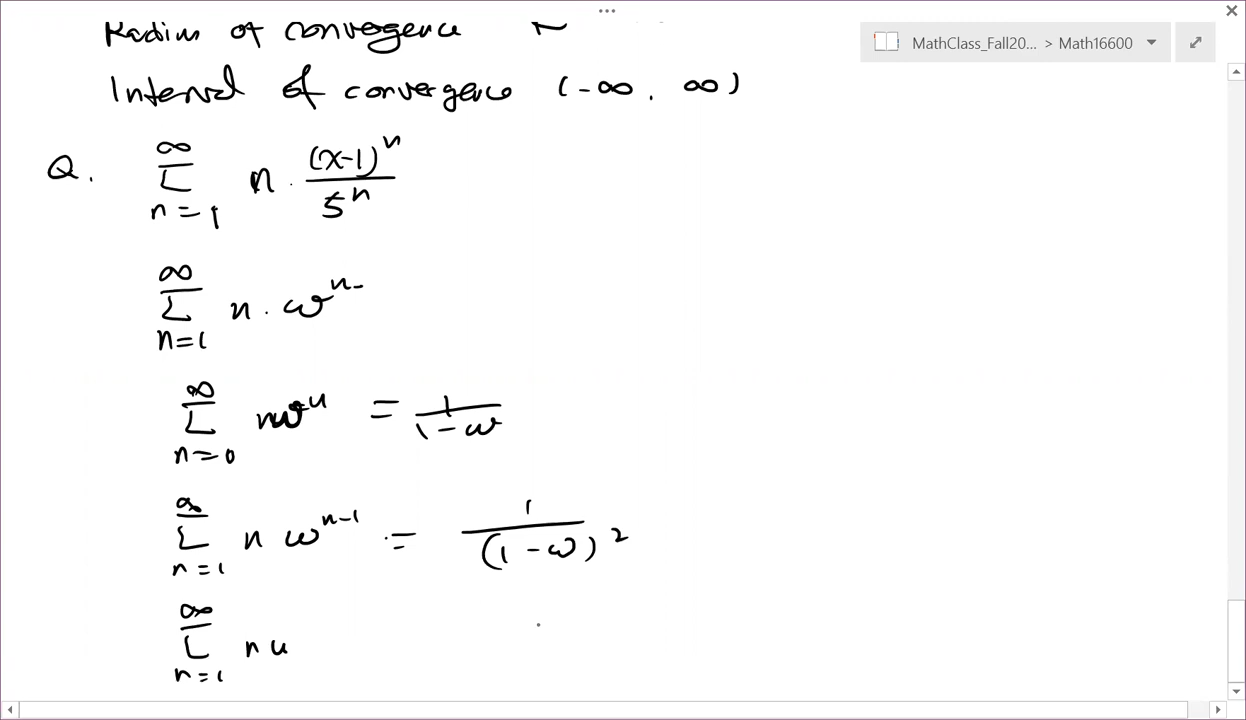 Radius of convergence
MathClass_Fall20... > Math16600
Interval of convergence (-∞, ∞)
Q. ∞ Σ n=1 n · (x-1)^n / 5^n
∞ Σ n=1 n · ω^n-
∞ Σ n=0 ω^n = 1 / 1-ω
∞ Σ n=1 n ω^n-1 = 1 / (1-ω)^2
∞ Σ n=1 n